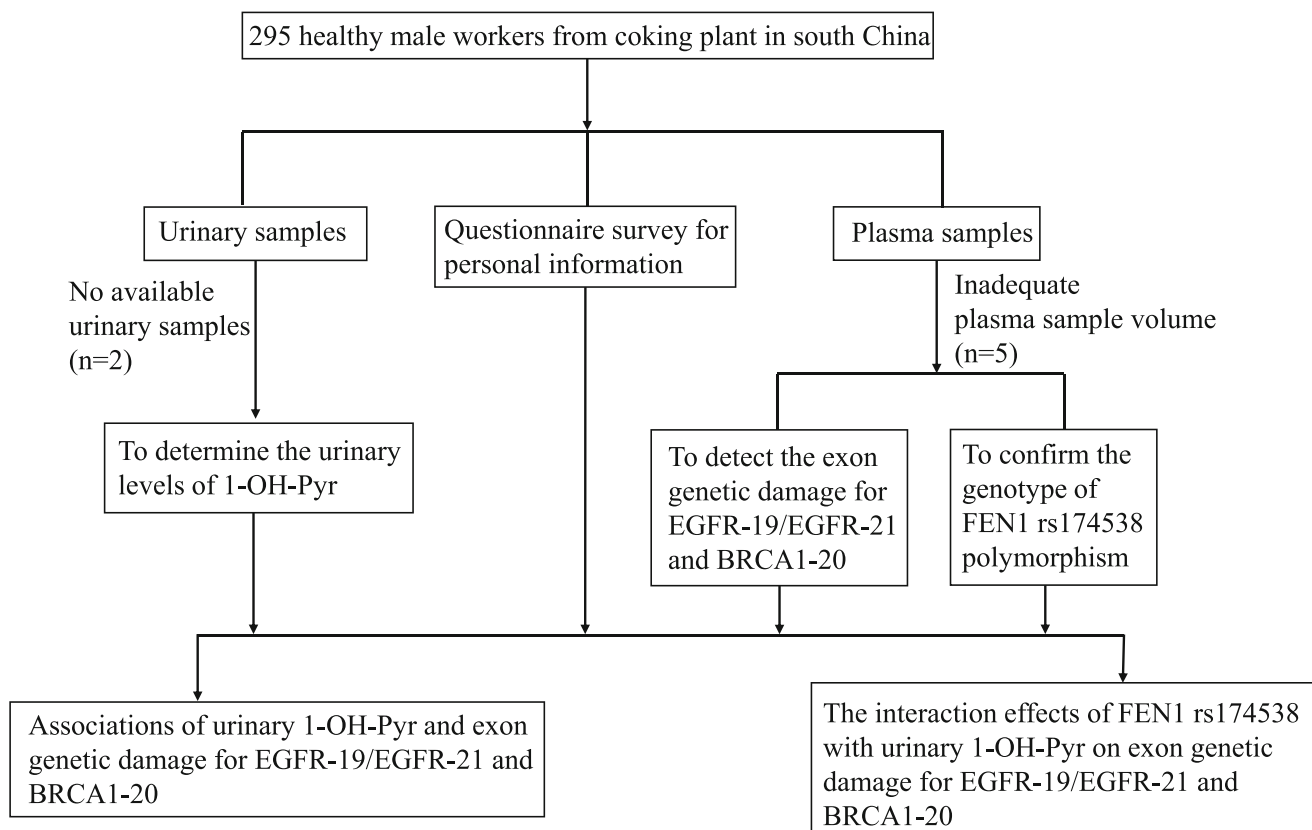 295 healthy male workers from coking plant in south China
Urinary samples
Questionnaire survey for
personal information
Plasma samples
No available
urinary samples
(n=2)
Inadequate
plasma sample volume
(n=5)
To determine the urinary
levels of 1-OH-Pyr
To detect the exon
genetic damage for
EGFR-19/EGFR-21
and BRCA1-20
To confirm the
genotype of
FEN1 rs174538
polymorphism
Associations of urinary 1-OH-Pyr and exon
genetic damage for EGFR-19/EGFR-21 and
BRCA1-20
The interaction effects of FEN1 rs174538
with urinary 1-OH-Pyr on exon genetic
damage for EGFR-19/EGFR-21 and
BRCA1-20